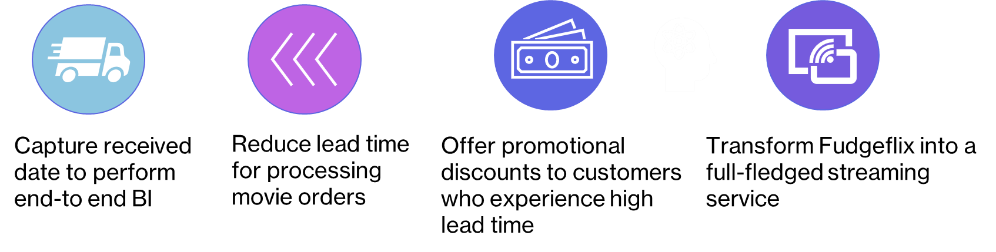 Capture received
date to perform
end-to end BI
Reduce lead time
for processing
movie orders
Offer promotional
discounts to customers
who experience high
lead time
Transform Fudgeflix into a
full-fledged streaming
service